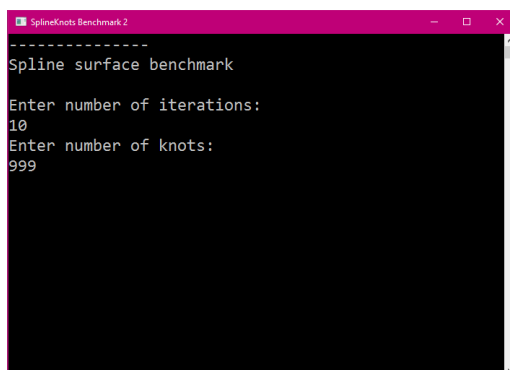 SplineKnots Benchmark 2
---------------
Spline surface benchmark
Enter number of iterations:
10
Enter number of knots:
999